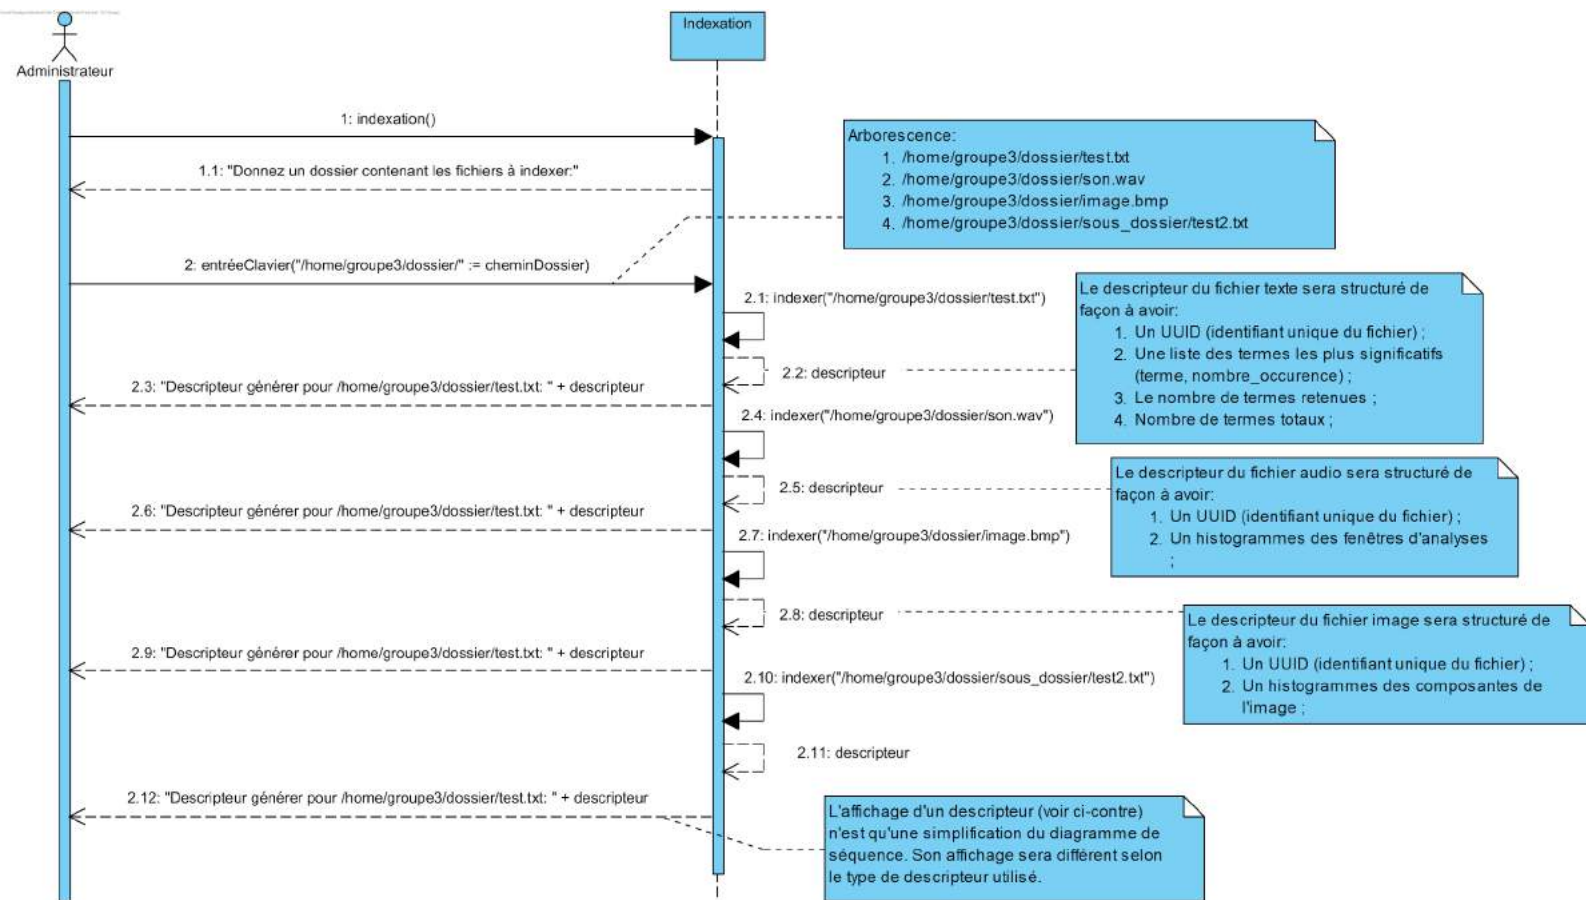 Administrateur
Indexation
1: indexation()
1.1: "Donnez un dossier contenant les fichiers à indexer:"
Arborescence:
1. /home/groupe3/dossier/test.txt
2. /home/groupe3/dossier/son.wav
3. /home/groupe3/dossier/image.bmp
4. /home/groupe3/dossier/sous_dossier/test2.txt
2: entréeClavier("/home/groupe3/dossier/" := cheminDossier)
2.1: indexer("/home/groupe3/dossier/test.txt")
Le descripteur du fichier texte sera structuré de
façon à avoir:
1. Un UUID (identifiant unique du fichier) ;
2. Une liste des termes les plus significatifs
(terme, nombre_occurence) ;
3. Le nombre de termes retenues ;
4. Nombre de termes totaux ;
2.2: descripteur
2.3: "Descripteur générer pour /home/groupe3/dossier/test.txt: " + descripteur
2.4: indexer("/home/groupe3/dossier/son.wav")
Le descripteur du fichier audio sera structuré de
façon à avoir:
1. Un UUID (identifiant unique du fichier) ;
2. Un histogrammes des fenêtres d'analyses
;
2.5: descripteur
2.6: "Descripteur générer pour /home/groupe3/dossier/test.txt: " + descripteur
2.7: indexer("/home/groupe3/dossier/image.bmp")
2.8: descripteur
Le descripteur du fichier image sera structuré de
façon à avoir:
1. Un UUID (identifiant unique du fichier) ;
2. Un histogrammes des composantes de
l'image ;
2.9: "Descripteur générer pour /home/groupe3/dossier/test.txt: " + descripteur
2.10: indexer("/home/groupe3/dossier/sous_dossier/test2.txt")
2.11: descripteur
2.12: "Descripteur générer pour /home/groupe3/dossier/test.txt: " + descripteur
L'affichage d'un descripteur (voir ci-contre)
n'est qu'une simplification du diagramme de
séquence. Son affichage sera différent selon
le type de descripteur utilisé.